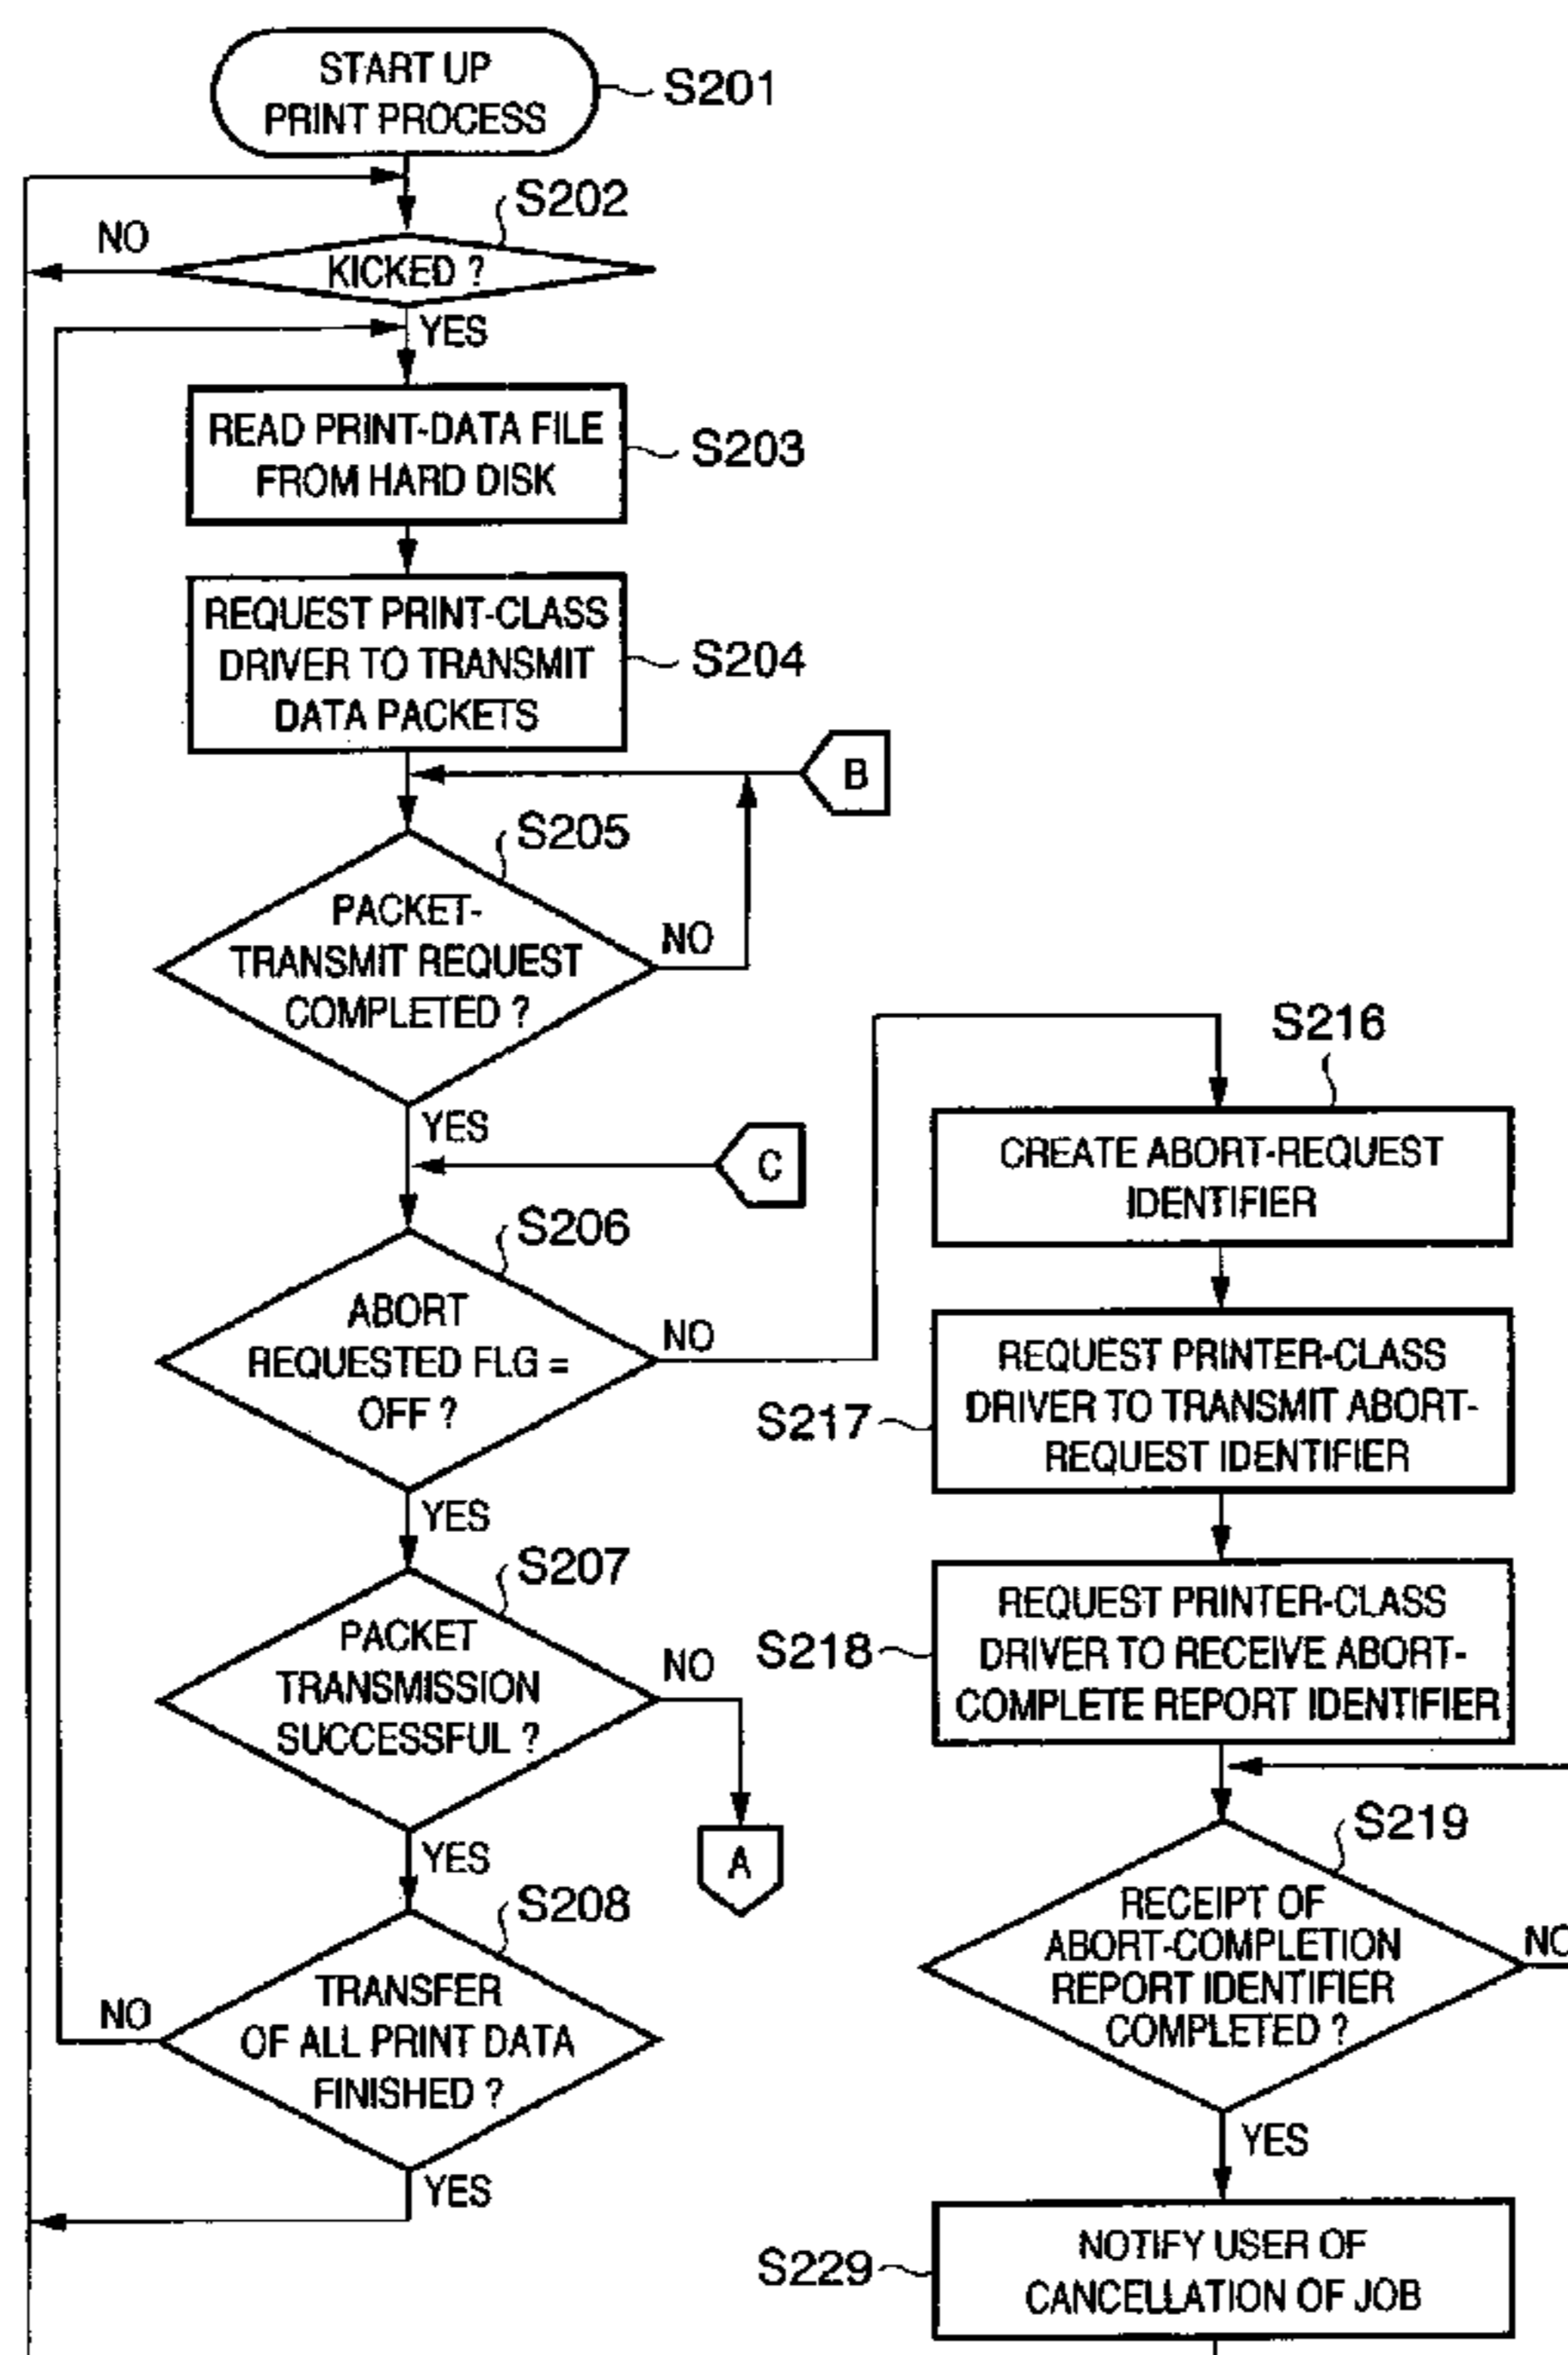 START UP
PRINT PROCESS
S201
S202
NO
KICKED ?
YES
READ PRINT-DATA FILE
FROM HARD DISK
S203
REQUEST PRINT-CLASS
DRIVER TO TRANSMIT
DATA PACKETS
S204
B
S205
PACKET-
TRANSMIT REQUEST
COMPLETED ?
NO
YES
C
S206
ABORT
REQUESTED FLG =
OFF ?
NO
YES
S207
PACKET
TRANSMISSION
SUCCESSFUL ?
NO
A
YES
S208
TRANSFER
OF ALL PRINT DATA
FINISHED ?
NO
YES
S216
CREATE ABORT-REQUEST
IDENTIFIER
REQUEST PRINTER-CLASS
DRIVER TO TRANSMIT ABORT-
REQUEST IDENTIFIER
S217
REQUEST PRINTER-CLASS
DRIVER TO RECEIVE ABORT-
COMPLETE REPORT IDENTIFIER
S218
S219
RECEIPT OF
ABORT-COMPLETION
REPORT IDENTIFIER
COMPLETED ?
NO
YES
S229
NOTIFY USER OF
CANCELLATION OF JOB